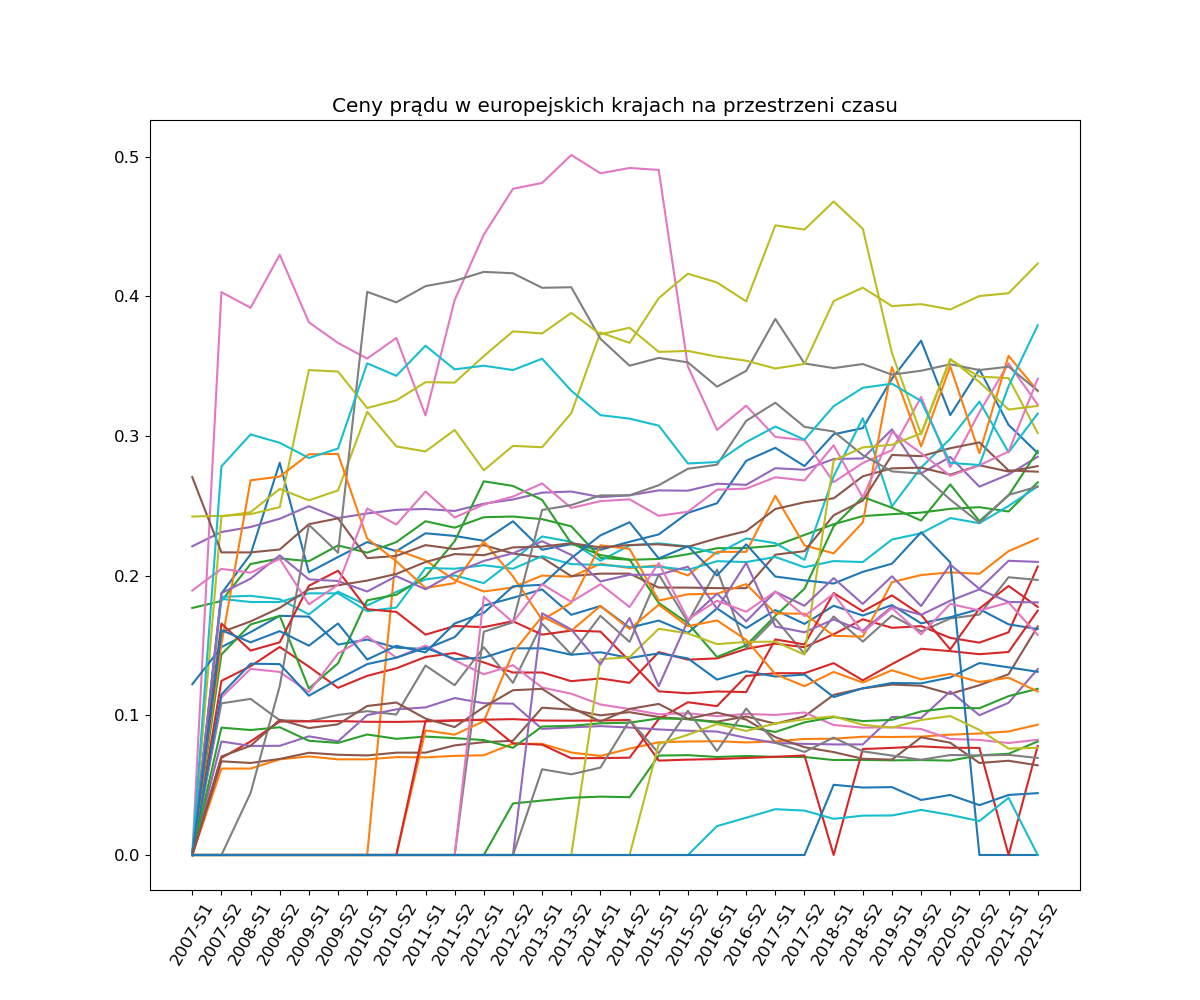 Ceny prądu w europejskich krajach na przestrzeni czasu
0.5
0.4
0.3
0.2
0.1
0.0
2007-S1
2007-S2
2008-S1
2008-S2
2009-S1
2009-S2
2010-S1
2010-S2
2011-S1
2011-S2
2012-S1
2012-S2
2013-S1
2013-S2
2014-S1
2014-S2
2015-S1
2015-S2
2016-S1
2016-S2
2017-S1
2017-S2
2018-S1
2018-S2
2019-S1
2019-S2
2020-S1
2020-S2
2021-S1
2021-S2